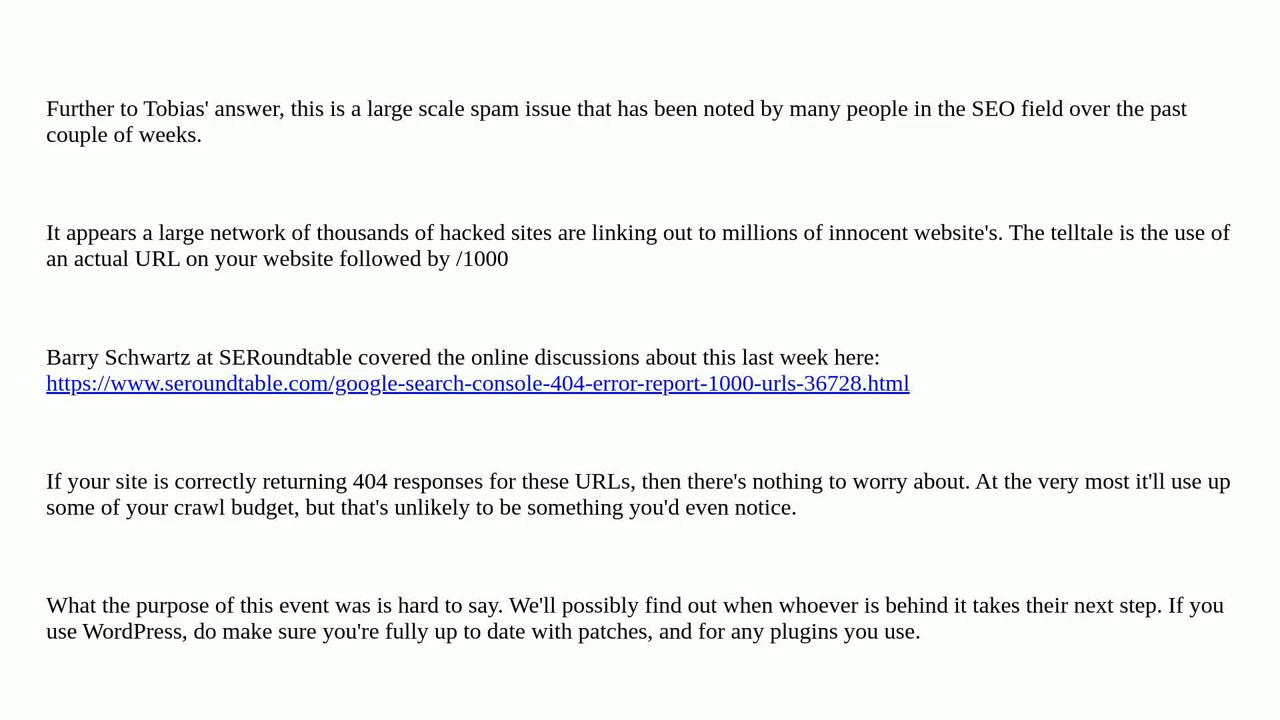 Further to Tobias' answer, this is a large scale spam issue that has been noted by many people in the SEO field over the past
couple of weeks.
It appears a large network of thousands of hacked sites are linking out to millions of innocent website's. The telltale is the use of
an actual URL on your website followed by /1000
Barry Schwartz at SERoundtable covered the online discussions about this last week here:
https://www.seroundtable.com/google-search-console-404-error-report-1000-urls-36728.html
If your site is correctly returning 404 responses for these URLs, then there's nothing to worry about. At the very most it'll use up
some of your crawl budget, but that's unlikely to be something you'd even notice.
What the purpose of this event was is hard to say. We'll possibly find out when whoever is behind it takes their next step. If you
use WordPress, do make sure you're fully up to date with patches, and for any plugins you use.